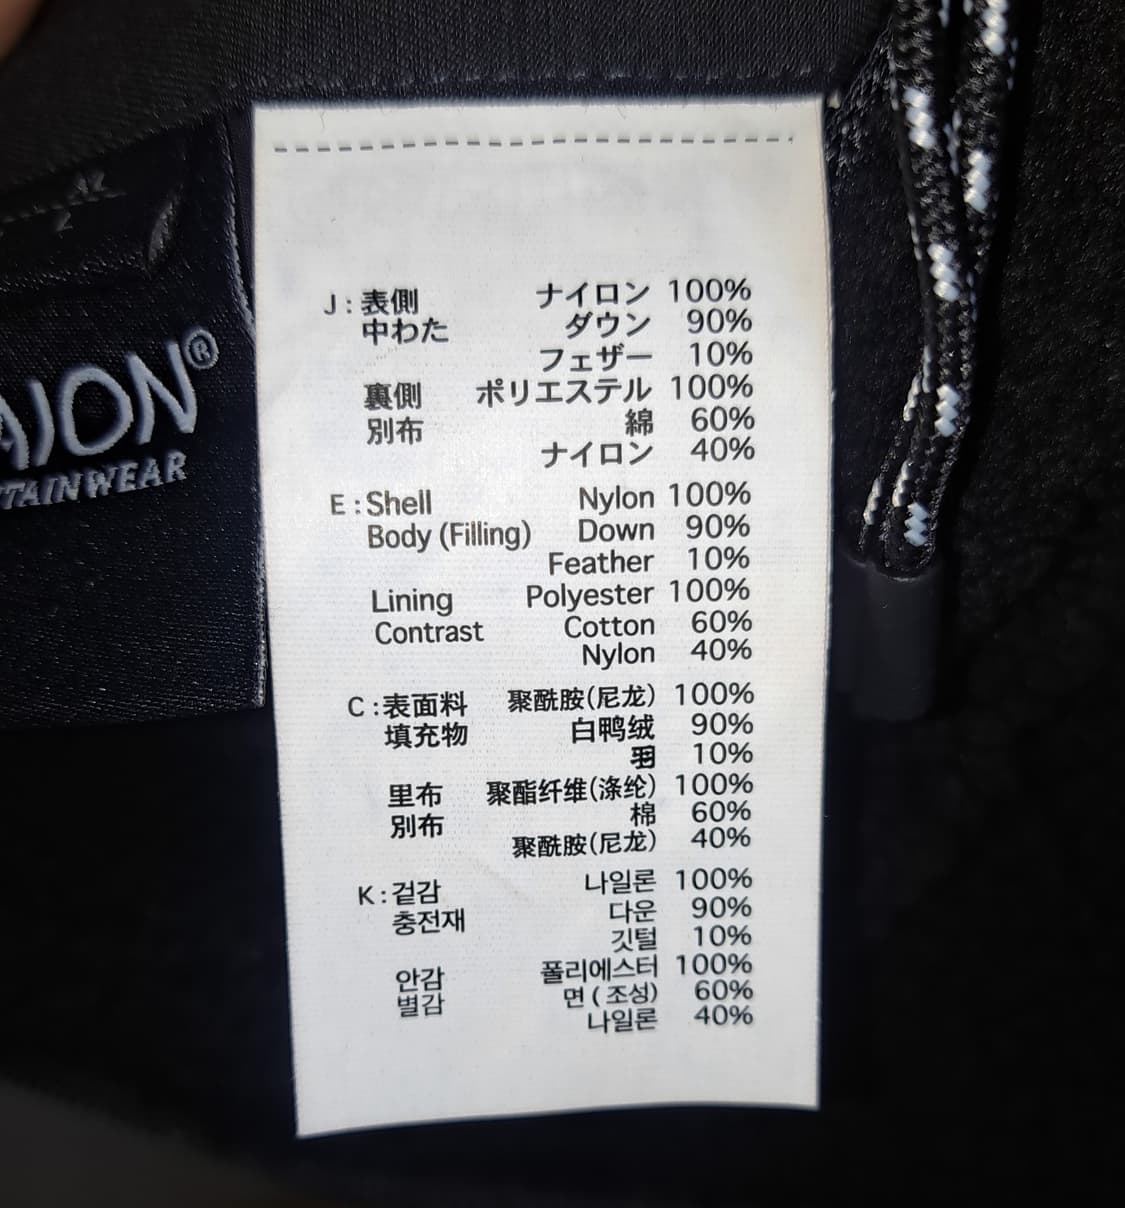 AION®
TAINWEAR
J : 表側 ナイロン 100%
中わた ダウン 90%
フェザー 10%
裏側 ポリエステル 100%
別布 綿 60%
ナイロン 40%
E : Shell Nylon 100%
Body (Filling) Down 90%
Feather 10%
Lining Polyester 100%
Contrast Cotton 60%
Nylon 40%
C : 表面料 聚酰胺(尼龙) 100%
填充物 白鸭绒 90%
羽 10%
里布 聚酯纤维(涤纶) 100%
別布 棉 60%
聚酰胺(尼龙) 40%
K : 겉감 나일론 100%
충전재 다운 90%
깃털 10%
안감 폴리에스터 100%
별감 면 ( 조성) 60%
나일론 40%